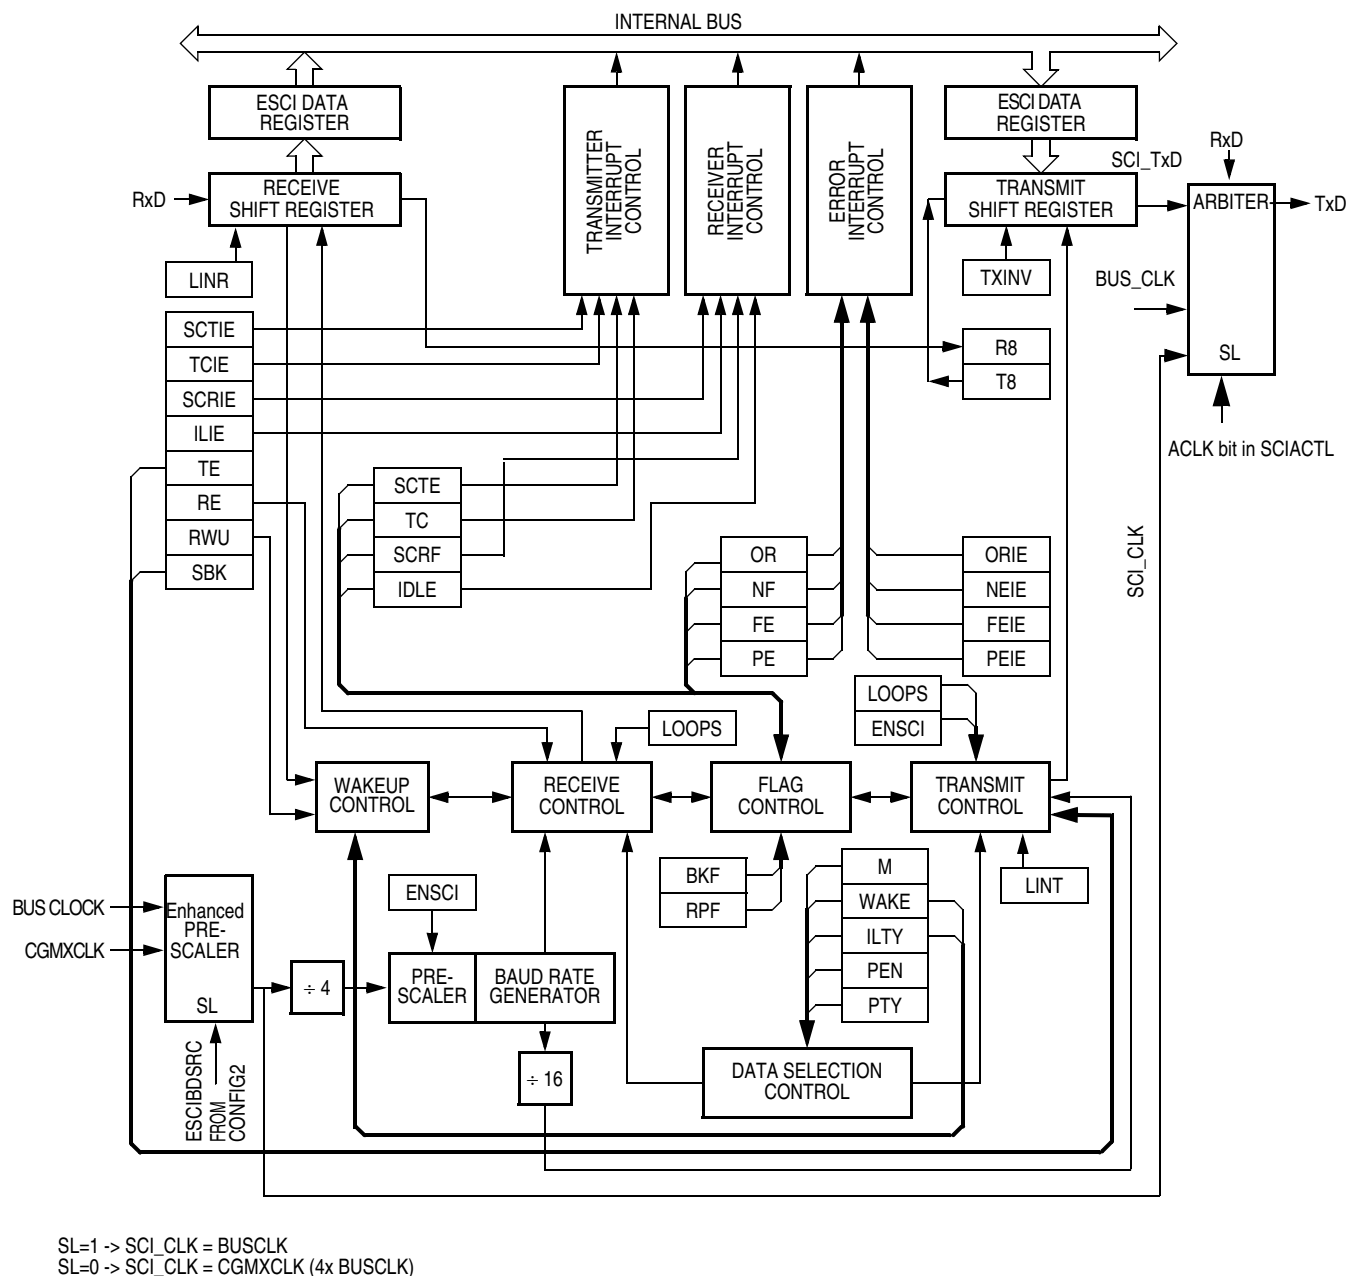 INTERNAL BUS
ESCI DATA
REGISTER
TRANSMITTER
INTERRUPT
CONTROL
RECEIVER
INTERRUPT
CONTROL
ERROR
INTERRUPT
CONTROL
ESCI DATA
REGISTER
SCI_TxD
RxD
RxD
RECEIVE
SHIFT REGISTER
TRANSMIT
SHIFT REGISTER
ARBITER
TxD
LINR
TXINV
BUS_CLK
SCTIE
TCIE
SCRIE
ILIE
TE
RE
RWU
SBK
R8
T8
SL
ACLK bit in SCIACTL
SCTE
TC
SCRF
IDLE
OR
NF
FE
PE
ORIE
NEIE
FEIE
PEIE
SCI_CLK
LOOPS
LOOPS
ENSCI
WAKEUP
CONTROL
RECEIVE
CONTROL
FLAG
CONTROL
TRANSMIT
CONTROL
BKF
RPF
M
WAKE
ILTY
PEN
PTY
LINT
ENSCI
BUS CLOCK
CGMXCLK
Enhanced
PRE-
SCALER
SL
÷ 4
PRE-
SCALER
BAUD RATE
GENERATOR
÷ 16
DATA SELECTION
CONTROL
ESCIBDSRC
FROM
CONFIG2
SL=1 -> SCI_CLK = BUSCLK
SL=0 -> SCI_CLK = CGMXCLK (4x BUSCLK)